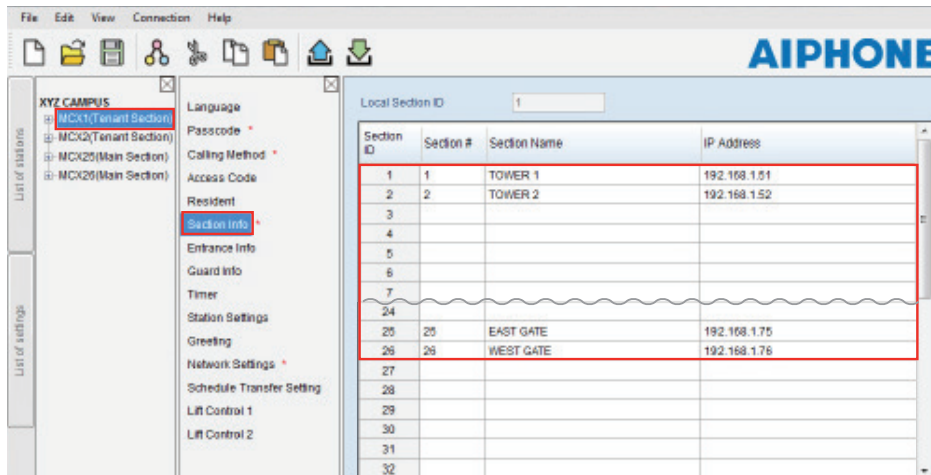 File Edit View Connection Help
AIPHONE
List of stations
List of settings
XYZ CAMPUS
MCX1(Tenant Section)
MCX2(Tenant Section)
MCX25(Main Section)
MCX26(Main Section)
Language
Passcode *
Calling Method *
Access Code
Resident
Section Info *
Entrance Info
Guard Info
Timer
Station Settings
Greeting
Network Settings *
Schedule Transfer Setting
Lift Control 1
Lift Control 2
Local Section ID 1
Section ID Section # Section Name IP Address
1 1 TOWER 1 192.168.1.51
2 2 TOWER 2 192.168.1.52
3
4
5
6
7
24
25 25 EAST GATE 192.168.1.75
26 26 WEST GATE 192.168.1.76
27
28
29
30
31
32